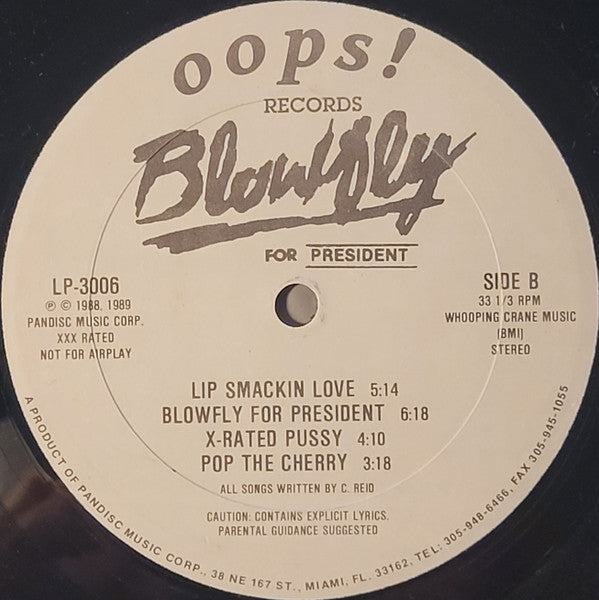 oops!
RECORDS
Blowfly
FOR PRESIDENT
LP-3006
Ⓟ © 1988, 1989
PANDISC MUSIC CORP.
XXX RATED
NOT FOR AIRPLAY
SIDE B
33 1/3 RPM
WHOOPING CRANE MUSIC
(BMI)
STEREO
LIP SMACKIN LOVE 5:14
BLOWFLY FOR PRESIDENT 6:18
X-RATED PUSSY 4:10
POP THE CHERRY 3:18
ALL SONGS WRITTEN BY C. REID
CAUTION: CONTAINS EXPLICIT LYRICS.
PARENTAL GUIDANCE SUGGESTED
A PRODUCT OF PANDISC MUSIC CORP., 38 NE 167 ST., MIAMI, FL. 33162, TEL: 305-948-6466, FAX 305-945-1055